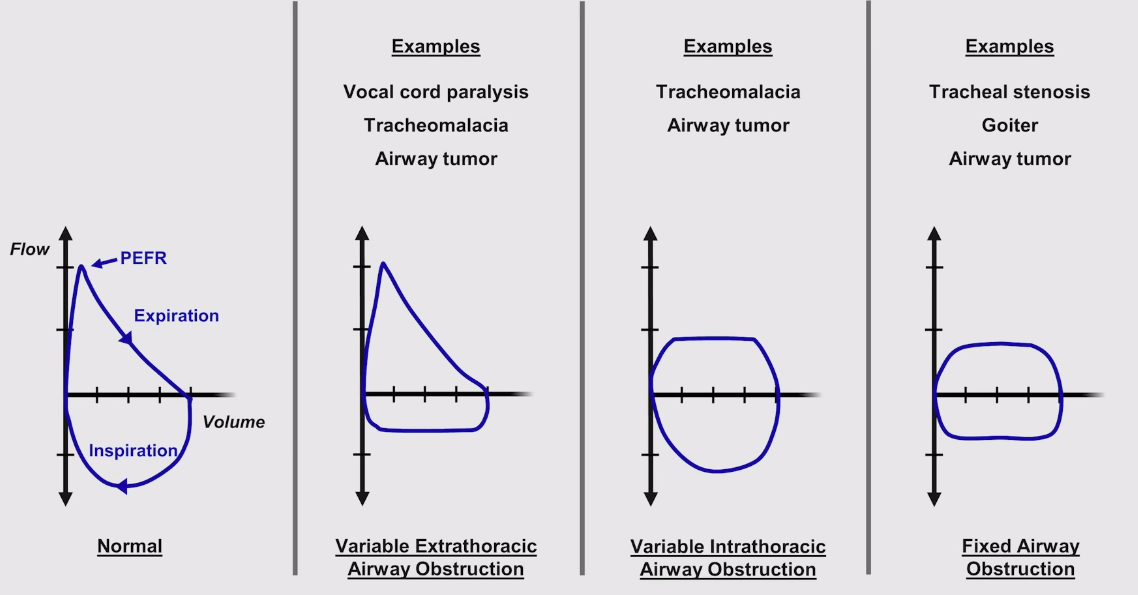 Flow
PEFR
Expiration
Volume
Inspiration
Normal
Examples
Vocal cord paralysis
Tracheomalacia
Airway tumor
Variable Extrathoracic
Airway Obstruction
Examples
Tracheomalacia
Airway tumor
Variable Intrathoracic
Airway Obstruction
Examples
Tracheal stenosis
Goiter
Airway tumor
Fixed Airway
Obstruction